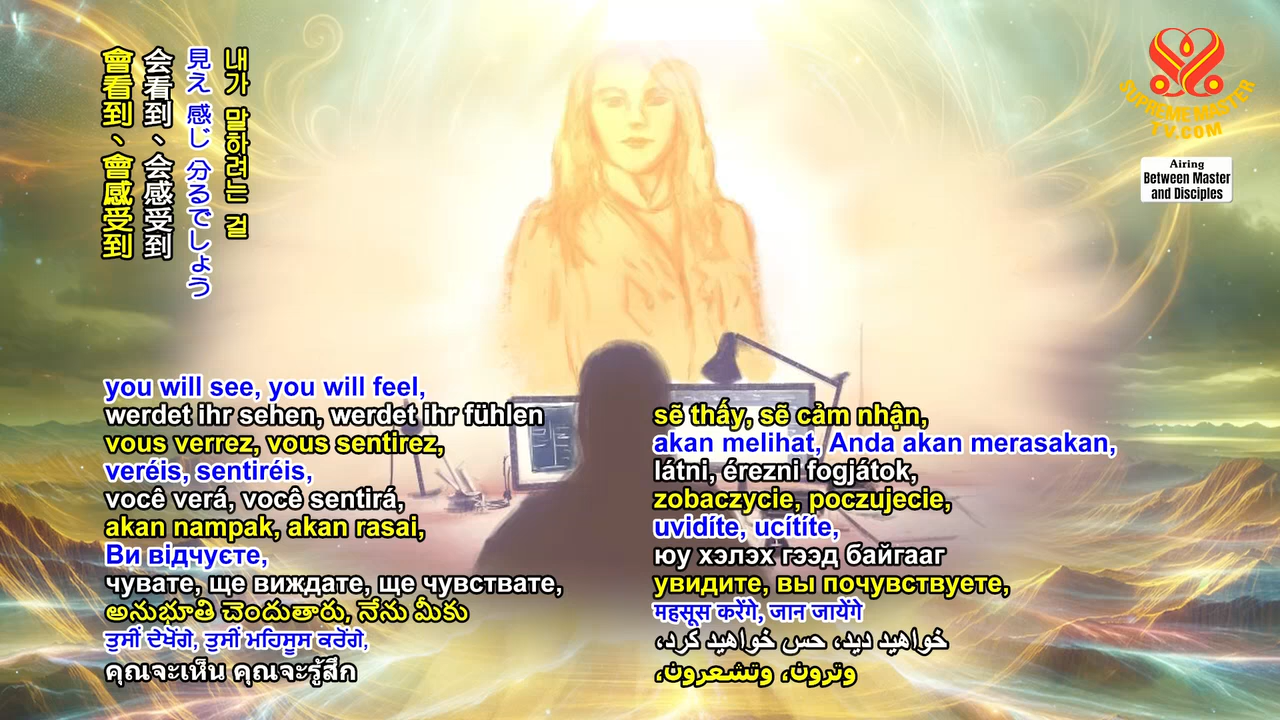 내가 말하려는 걸
見え 感じ 分るでしょう
会看到、会感受到
會看到、會感受到
SUPREME MASTER
TV.COM
Airing
Between Master
and Disciples
you will see, you will feel,
werdet ihr sehen, werdet ihr fühlen
vous verrez, vous sentirez,
veréis, sentiréis,
você verá, você sentirá,
akan nampak, akan rasai,
Ви відчуєте,
чувате, ще виждате, ще чувствате,
అనుభూతి చెందుతారు, నేను మీకు
ਤੁਸੀਂ ਦੇਖੋਂਗੇ, ਤੁਸੀਂ ਮਹਿਸੂਸ ਕਰੋਂਗੇ,
คุณจะเห็น คุณจะรู้สึก
sẽ thấy, sẽ cảm nhận,
akan melihat, Anda akan merasakan,
látni, érezni fogjátok,
zobaczycie, poczujecie,
uvidíte, ucítíte,
юу хэлэх гээд байгааг
увидите, вы почувствуете,
महसूस करेंगे, जान जायेंगे
خواهید دید، حس خواهید کرد،
وترون، وتشعرون،